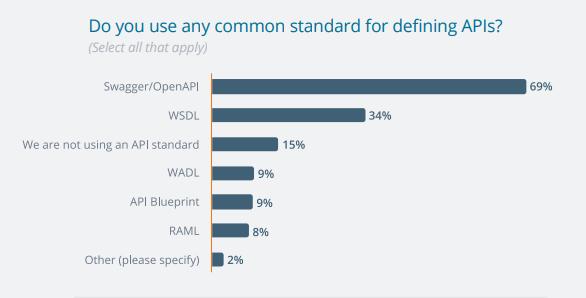 Do you use any common standard for defining APIs?
(Select all that apply)
Swagger/OpenAPI 69%
WSDL 34%
We are not using an API standard 15%
WADL 9%
API Blueprint 9%
RAML 8%
Other (please specify) 2%